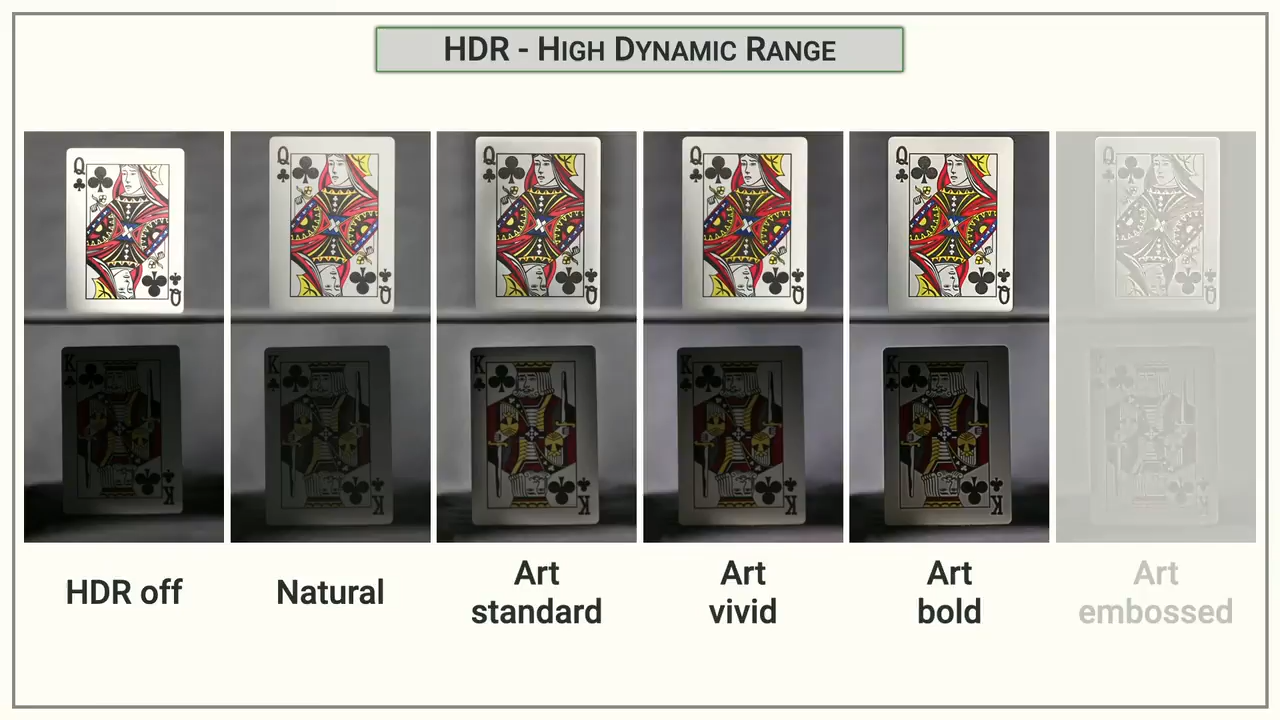 HDR - HIGH DYNAMIC RANGE
Q
Q
Q
Q
Q
Q
Q
Q
Q
Q
Q
Q
K
K
K
K
K
K
K
K
K
K
K
K
HDR off
Natural
Art
standard
Art
vivid
Art
bold
Art
embossed